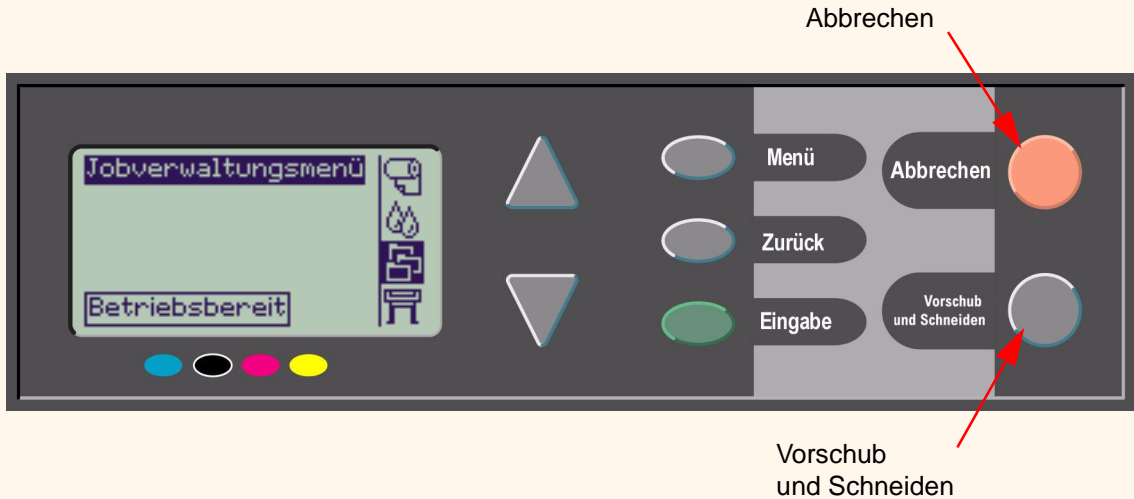 Abbrechen
Jobverwaltungsmenü
Betriebsbereit
Menü
Zurück
Eingabe
Abbrechen
Vorschub
und Schneiden
Vorschub
und Schneiden